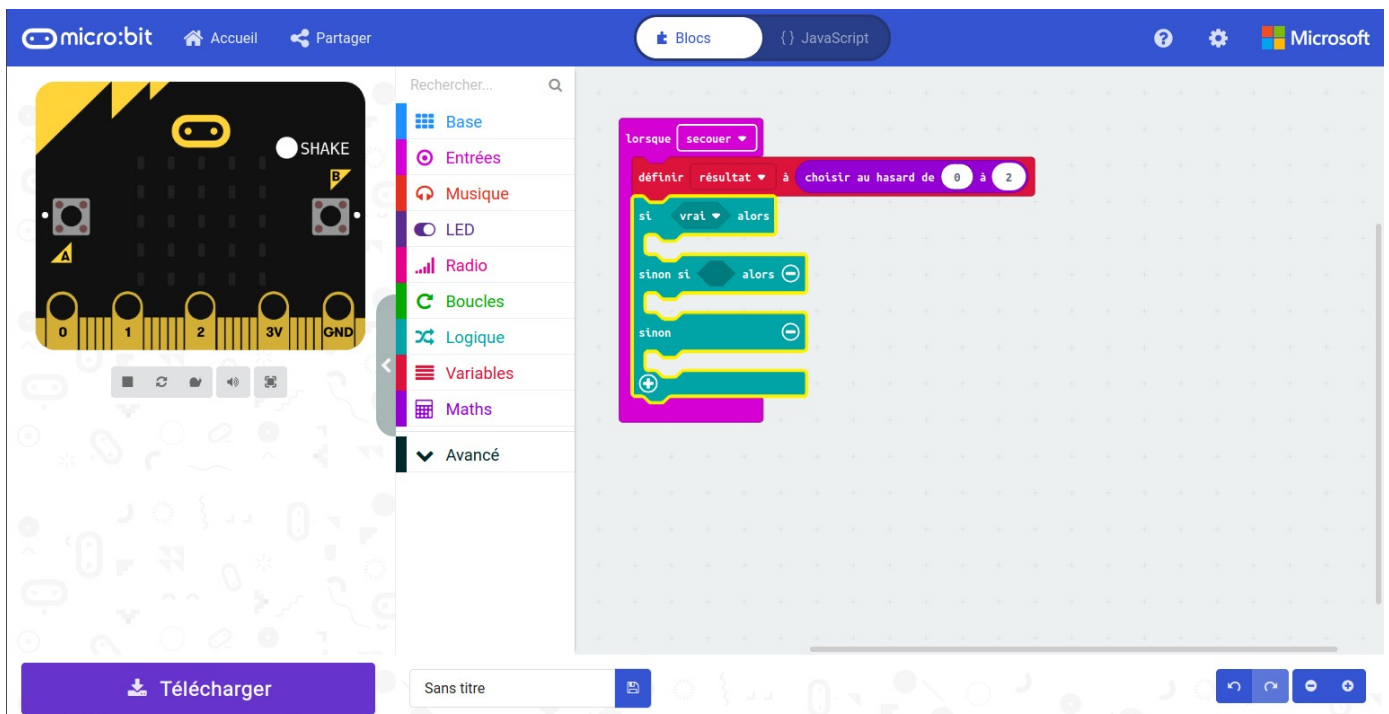 micro:bit Accueil Partager Blocs {} JavaScript ? Microsoft
Rechercher...
Base
Entrées
Musique
LED
Radio
Boucles
Logique
Variables
Maths
Avancé
SHAKE
B
A
0 1 2 3V GND
lorsque secouer
définir résultat à choisir au hasard de 0 à 2
si vrai alors
sinon si alors
sinon
Télécharger
Sans titre